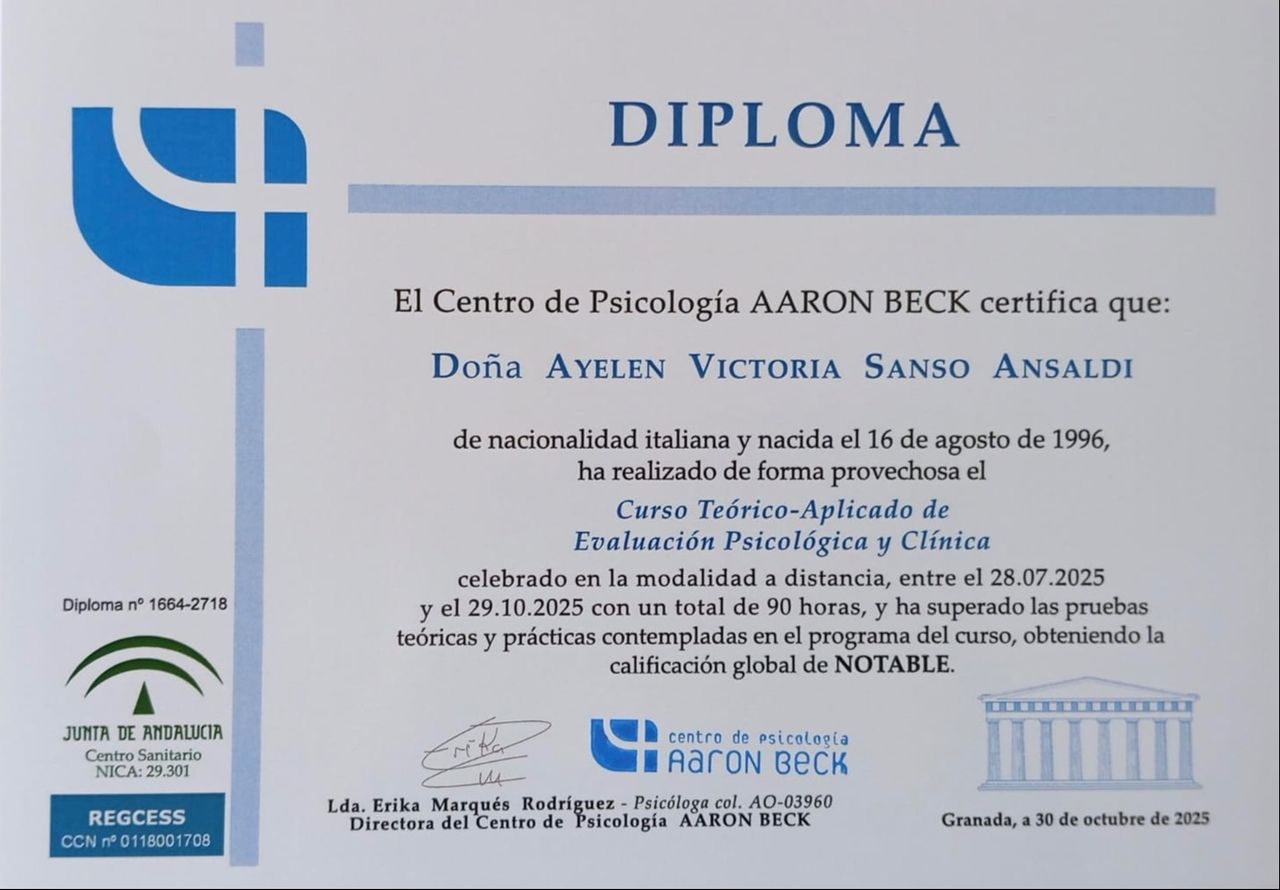 DIPLOMA
El Centro de Psicología AARON BECK certifica que:
Doña AYELEN VICTORIA SANSO ANSALDI
de nacionalidad italiana y nacida el 16 de agosto de 1996,
ha realizado de forma provechosa el
Curso Teórico-Aplicado de
Evaluación Psicológica y Clínica
celebrado en la modalidad a distancia, entre el 28.07.2025
y el 29.10.2025 con un total de 90 horas, y ha superado las pruebas
teóricas y prácticas contempladas en el programa del curso, obteniendo la
calificación global de NOTABLE.
Diploma nº 1664-2718
JUNTA DE ANDALUCIA
Centro Sanitario
NICA: 29.301
REGCESS
CCN nº 0118001708
Erika
centro de psicología
AARON BECK
Lda. Erika Marqués Rodríguez - Psicóloga col. AO-03960
Directora del Centro de Psicología AARON BECK
Granada, a 30 de octubre de 2025